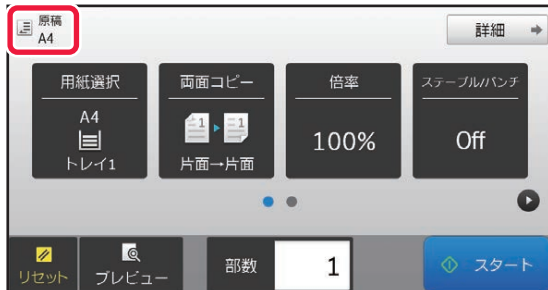 原稿
A4
詳細
用紙選択
両面コピー
倍率
ステープル/パンチ
A4
トレイ1
1
1
片面→片面
100%
Off
リセット
プレビュー
部数
1
スタート